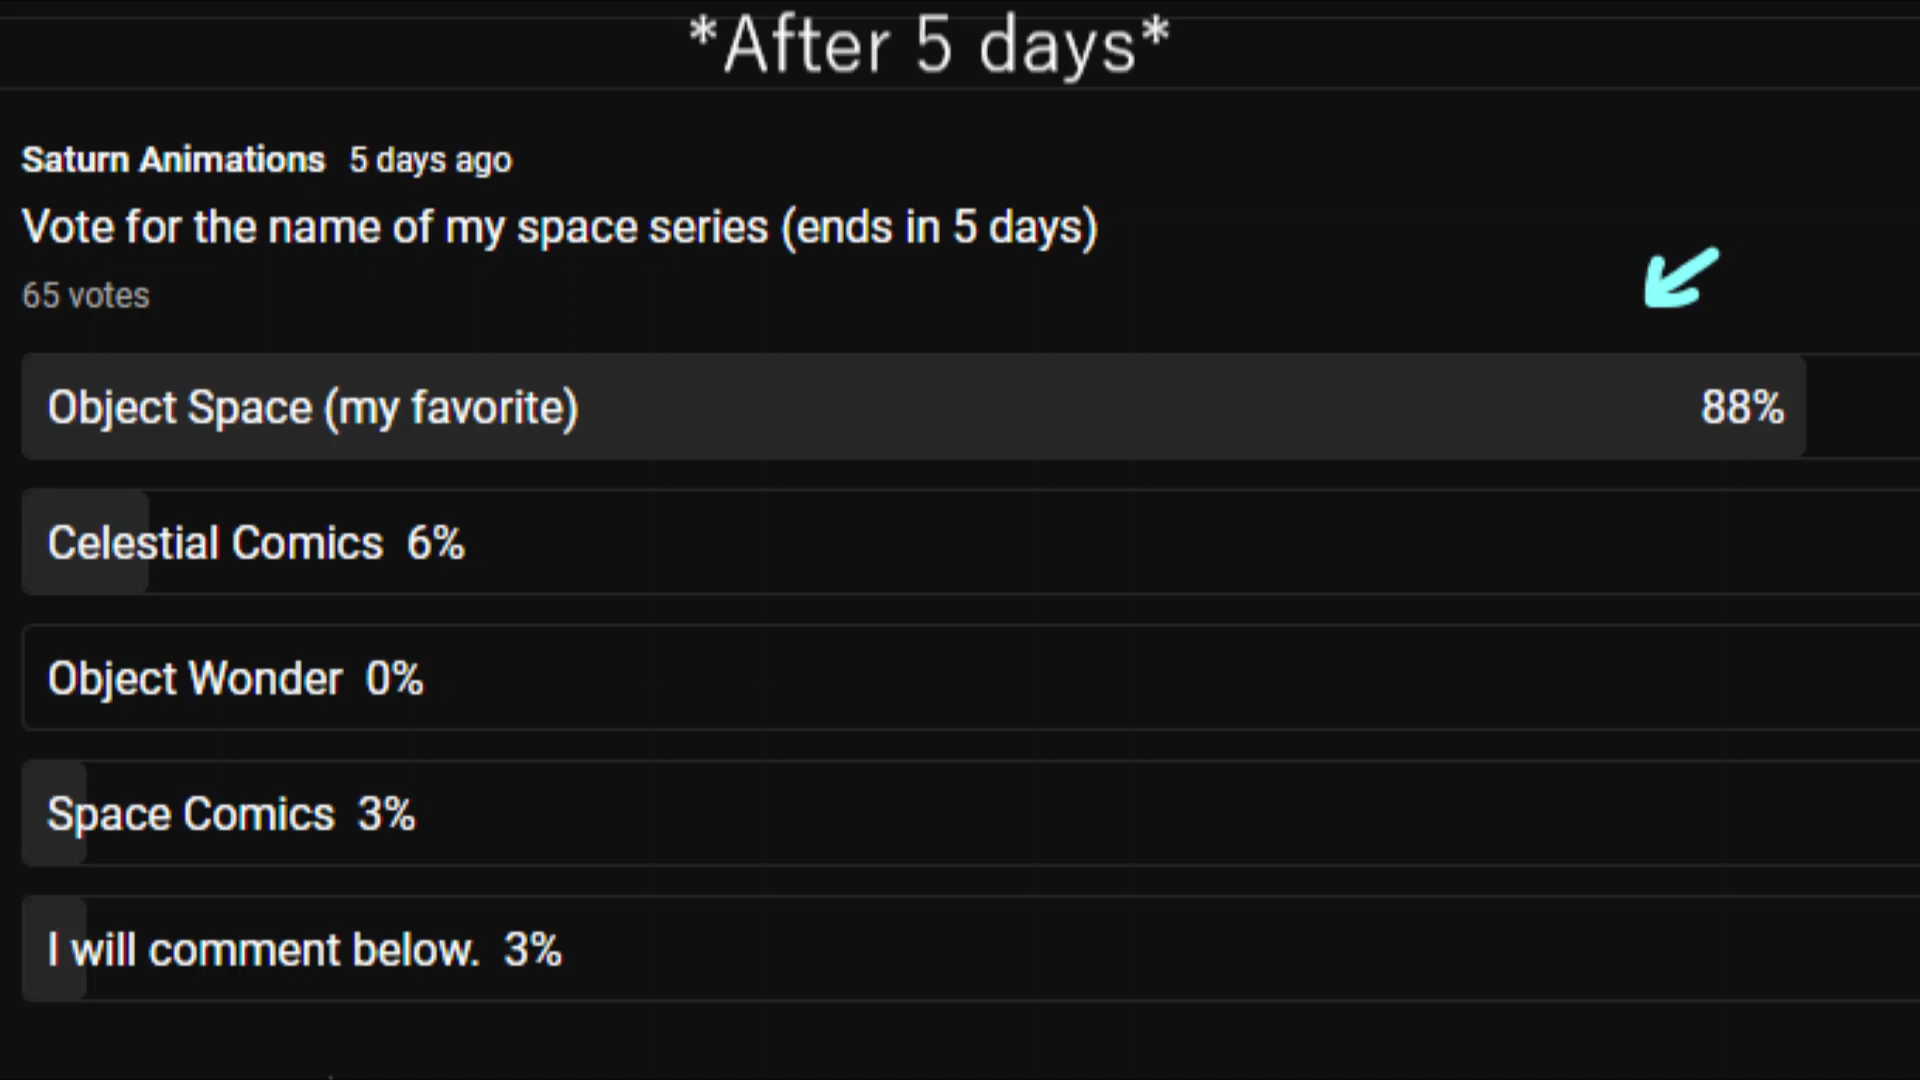 *After 5 days*
Saturn Animations 5 days ago
Vote for the name of my space series (ends in 5 days)
65 votes
Object Space (my favorite) 88%
Celestial Comics 6%
Object Wonder 0%
Space Comics 3%
I will comment below. 3%